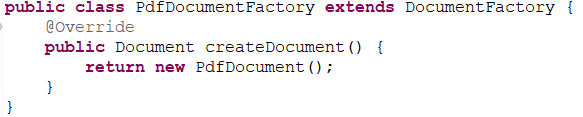 public class PdfDocumentFactory extends DocumentFactory {
    @Override
    public Document createDocument() {
        return new PdfDocument();
    }
}